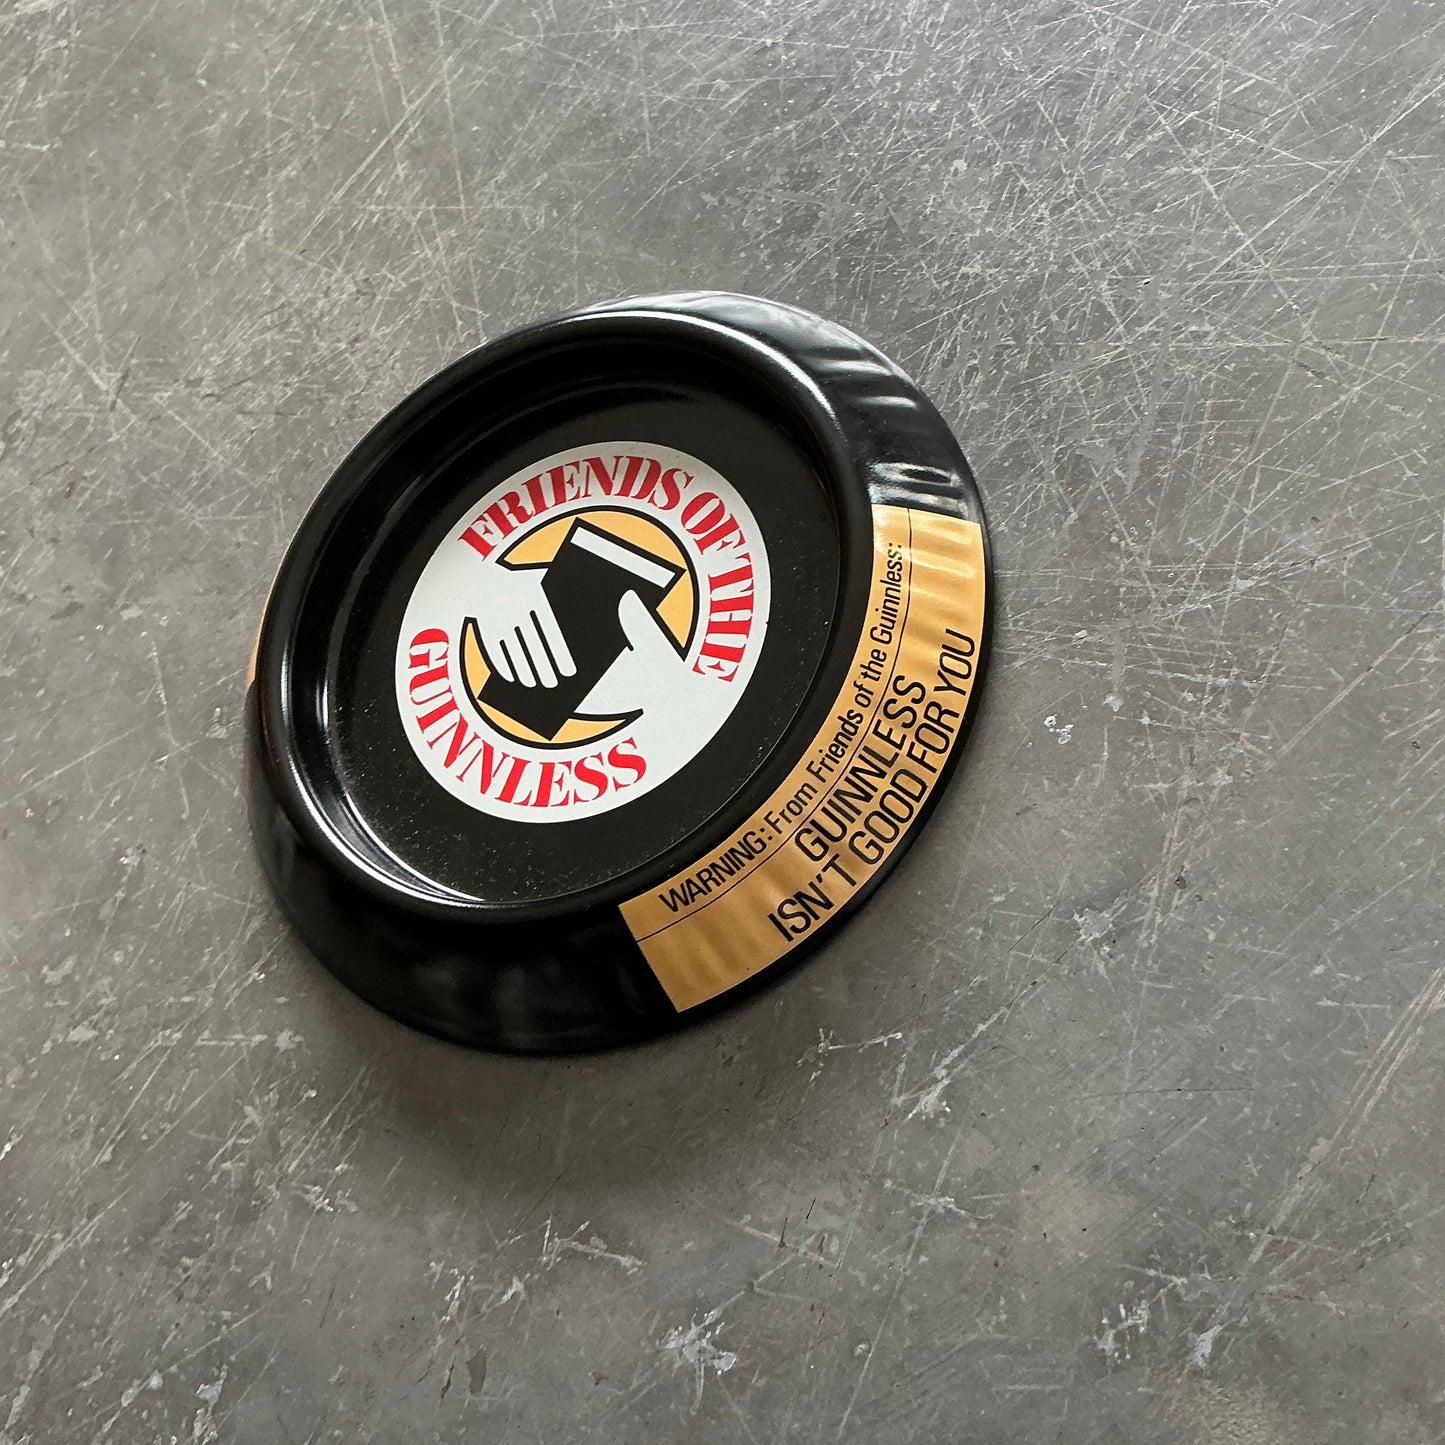 FRIENDS OF THE
GUINNLESS
WARNING: From Friends of the Guinnless:
GUINNLESS
ISN'T GOOD FOR YOU